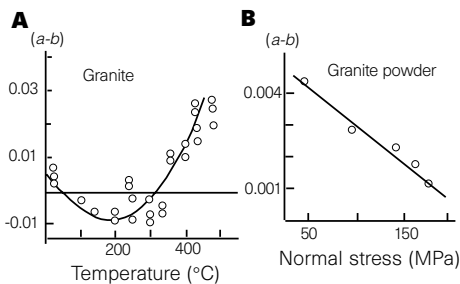 A
(a-b)
Granite
0.03
0.01
-0.01
200
400
Temperature (°C)
B
(a-b)
Granite powder
0.004
0.001
50
150
Normal stress (MPa)